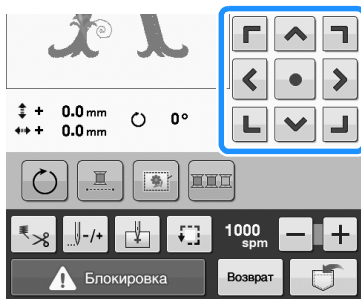 + 0.0 mm 0°
+ 0.0 mm
-/+
1000
spm
- +
Блокировка
Возврат